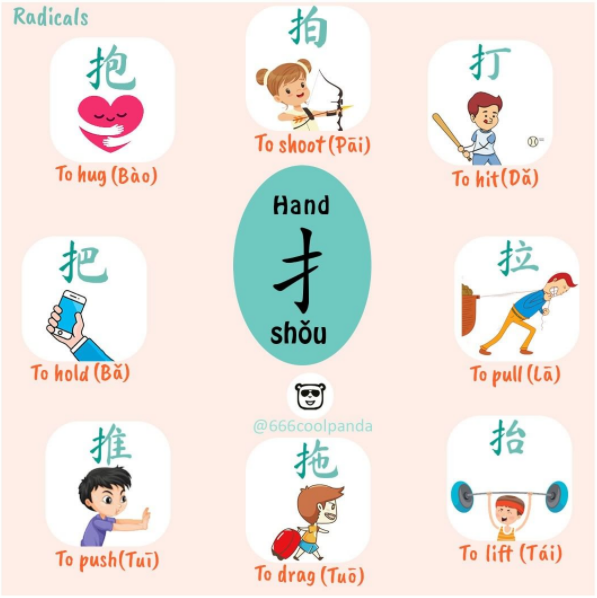 Radicals
抱
To hug (Bào)
拍
To shoot (Pāi)
打
To hit (Dǎ)
Hand
扌
shǒu
把
To hold (Bǎ)
拉
To pull (Lā)
@666coolpanda
推
To push(Tuī)
拖
To drag (Tuō)
抬
To lift (Tái)